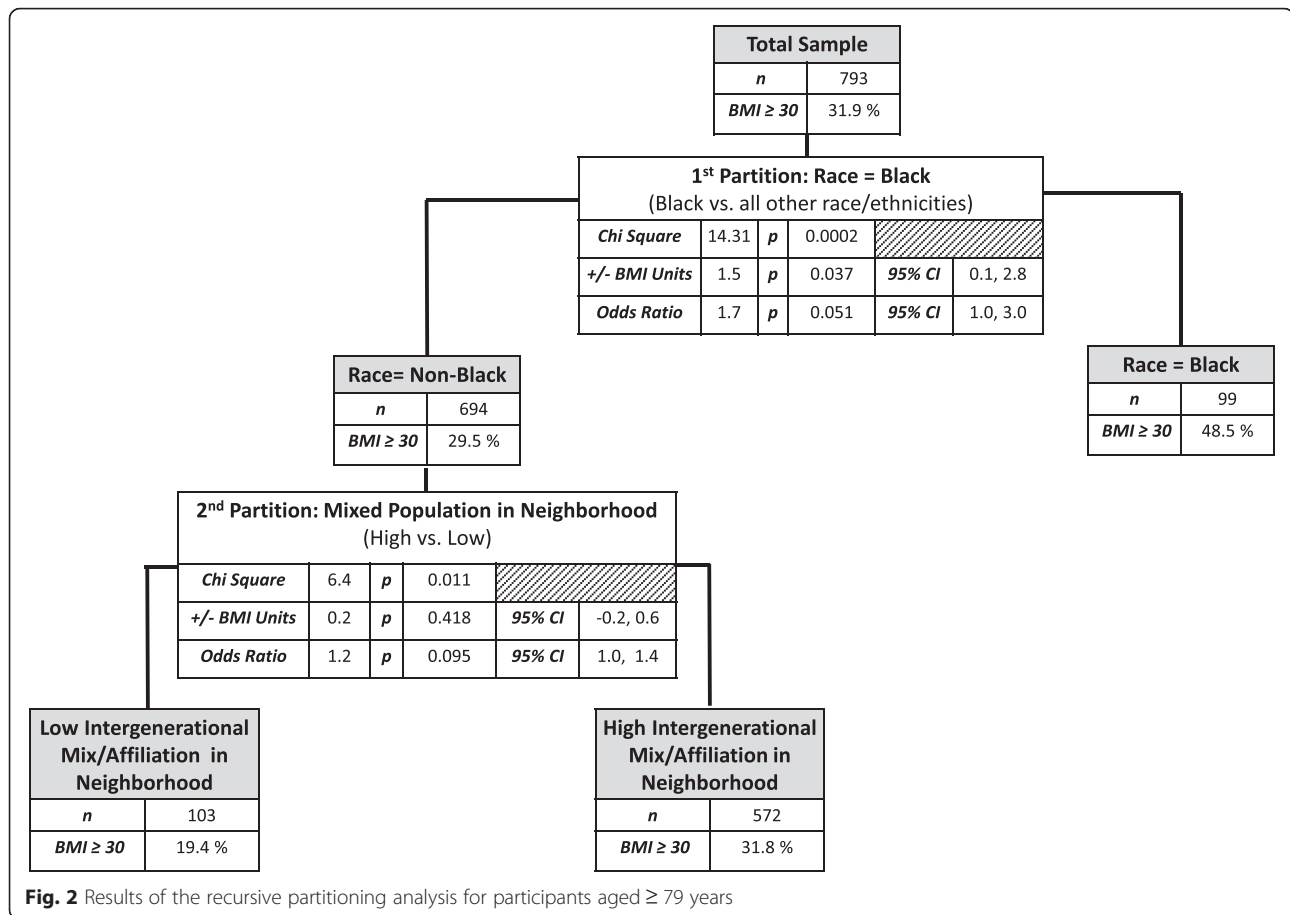 Total Sample
n 793
BMI ≥ 30 31.9 %
1st Partition: Race = Black
(Black vs. all other race/ethnicities)
Chi Square 14.31 p 0.0002
+/- BMI Units 1.5 p 0.037 95% CI 0.1, 2.8
Odds Ratio 1.7 p 0.051 95% CI 1.0, 3.0
Race= Non-Black
n 694
BMI ≥ 30 29.5 %
Race = Black
n 99
BMI ≥ 30 48.5 %
2nd Partition: Mixed Population in Neighborhood
(High vs. Low)
Chi Square 6.4 p 0.011
+/- BMI Units 0.2 p 0.418 95% CI -0.2, 0.6
Odds Ratio 1.2 p 0.095 95% CI 1.0, 1.4
Low Intergenerational
Mix/Affiliation in
Neighborhood
n 103
BMI ≥ 30 19.4 %
High Intergenerational
Mix/Affiliation in
Neighborhood
n 572
BMI ≥ 30 31.8 %
Fig. 2 Results of the recursive partitioning analysis for participants aged ≥ 79 years